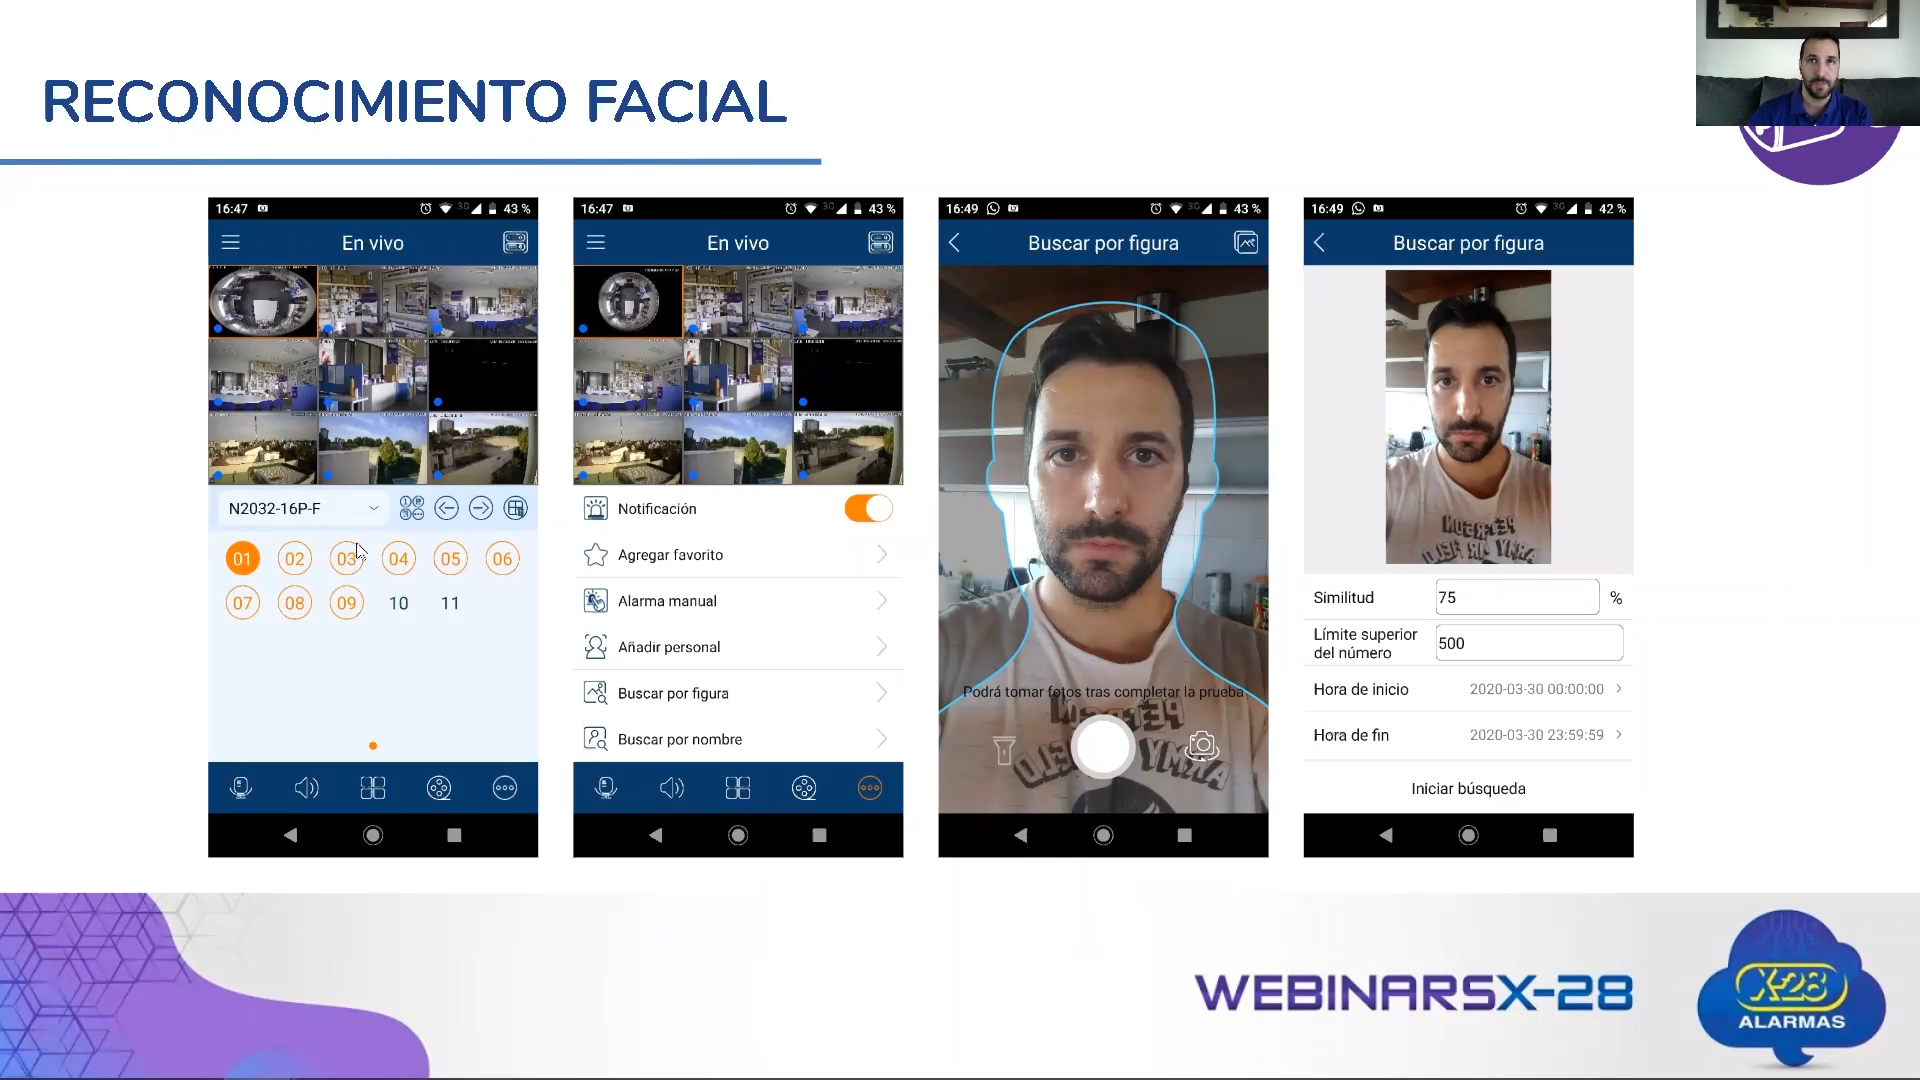 RECONOCIMIENTO FACIAL
16:47
3G
43 %
En vivo
N2032-16P-F
01 02 03 04 05 06
07 08 09 10 11
16:47
3G
43 %
En vivo
Notificación
Agregar favorito
Alarma manual
Añadir personal
Buscar por figura
Buscar por nombre
16:49
3G
43 %
Buscar por figura
Podrá tomar fotos tras completar la prueba
16:49
3G
42 %
Buscar por figura
Similitud 75 %
Límite superior
del número 500
Hora de inicio 2020-03-30 00:00:00
Hora de fin 2020-03-30 23:59:59
Iniciar búsqueda
WEBINARSX-28
X-28
ALARMAS